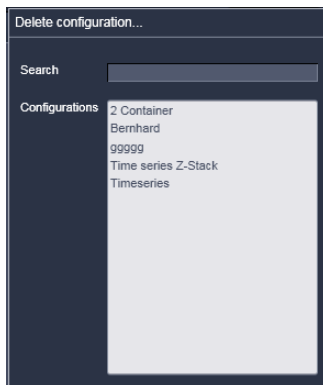 Delete configuration...
Search
Configurations
2 Container
Bernhard
ggggg
Time series Z-Stack
Timeseries